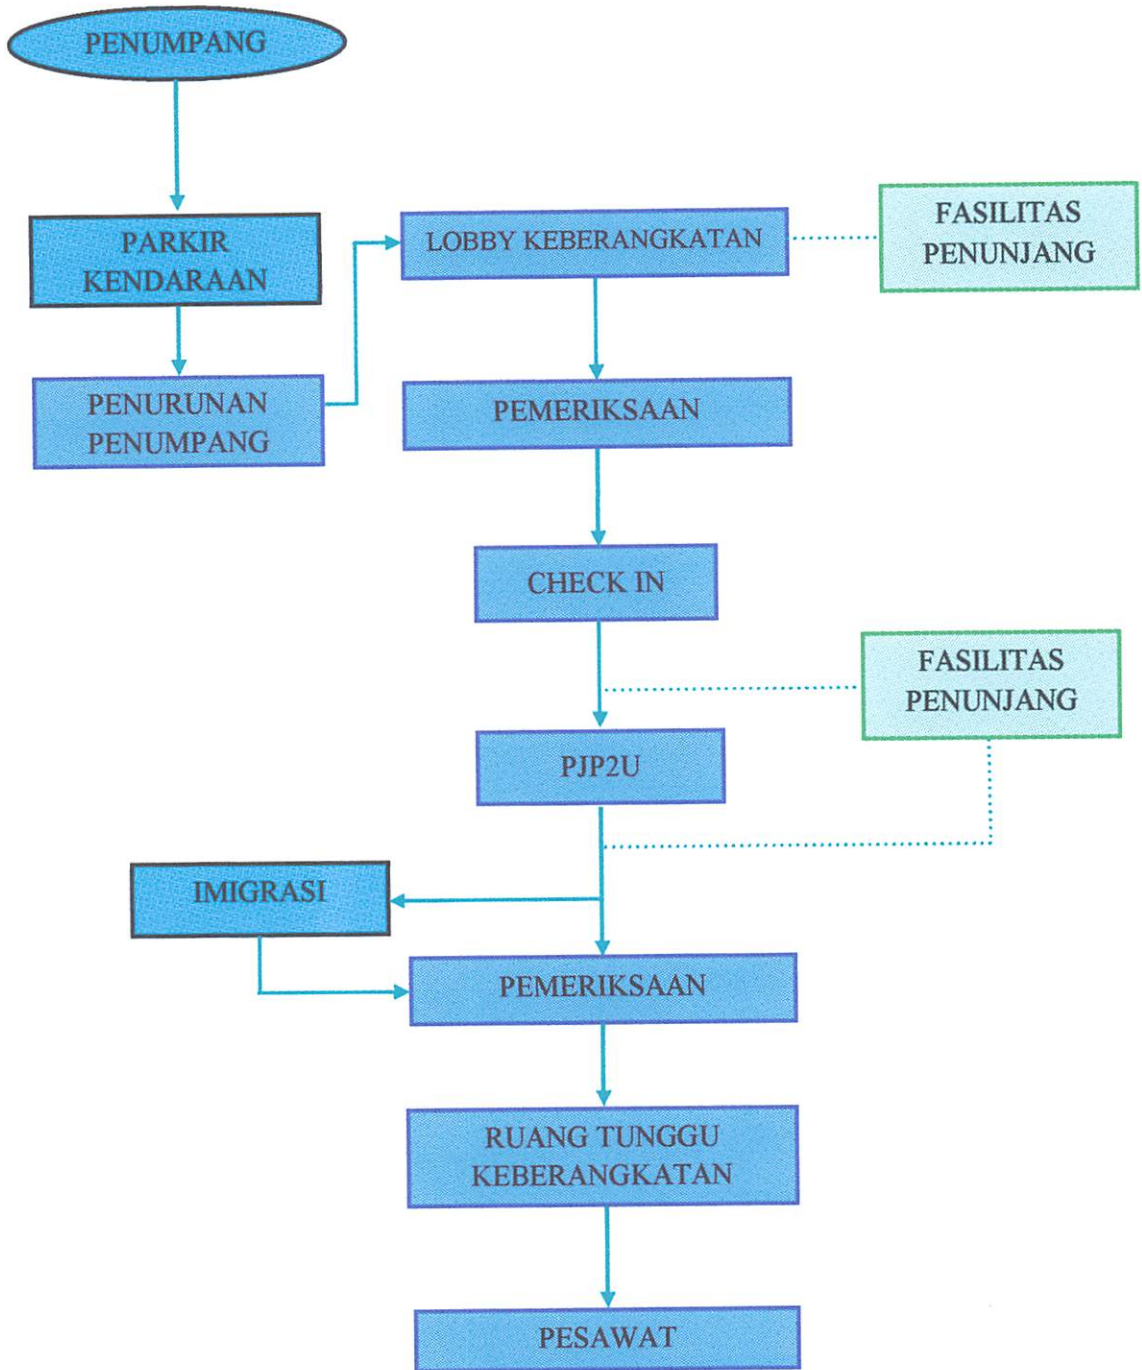 PENUMPANG
PARKIR
KENDARAAN
LOBBY KEBERANGKATAN
FASILITAS
PENUNJANG
PENURUNAN
PENUMPANG
PEMERIKSAAN
CHECK IN
FASILITAS
PENUNJANG
PJP2U
IMIGRASI
PEMERIKSAAN
RUANG TUNGGU
KEBERANGKATAN
PESAWAT